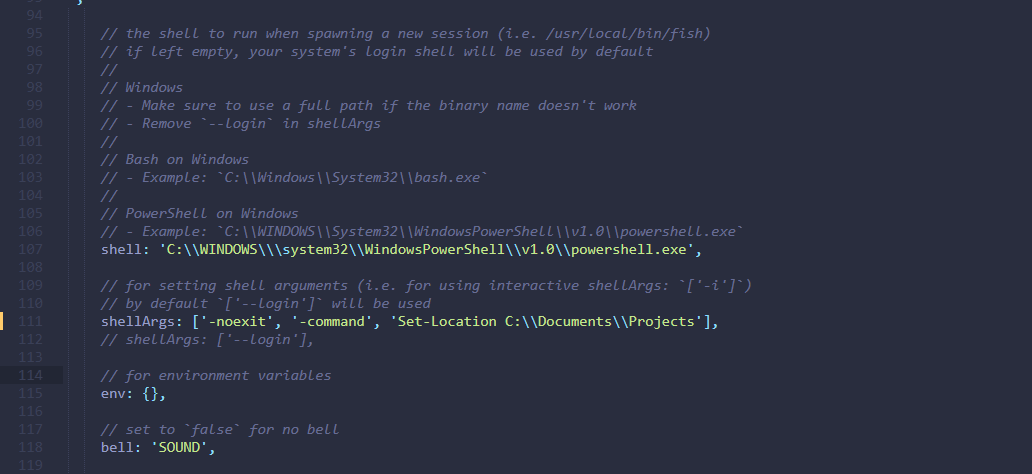 94
95 // the shell to run when spawning a new session (i.e. /usr/local/bin/fish)
96 // if left empty, your system's login shell will be used by default
97 //
98 // Windows
99 // - Make sure to use a full path if the binary name doesn't work
100 // - Remove `--login` in shellArgs
101 //
102 // Bash on Windows
103 // - Example: `C:\\Windows\\System32\\bash.exe`
104 //
105 // PowerShell on Windows
106 // - Example: `C:\\WINDOWS\\System32\\WindowsPowerShell\\v1.0\\powershell.exe`
107 shell: 'C:\\WINDOWS\\\system32\\WindowsPowerShell\\v1.0\\powershell.exe',
108
109 // for setting shell arguments (i.e. for using interactive shellArgs: `['-i']`)
110 // by default `['--login']` will be used
111 shellArgs: ['-noexit', '-command', 'Set-Location C:\\Documents\\Projects'],
112 // shellArgs: ['--login'],
113
114 // for environment variables
115 env: {},
116
117 // set to `false` for no bell
118 bell: 'SOUND',
119